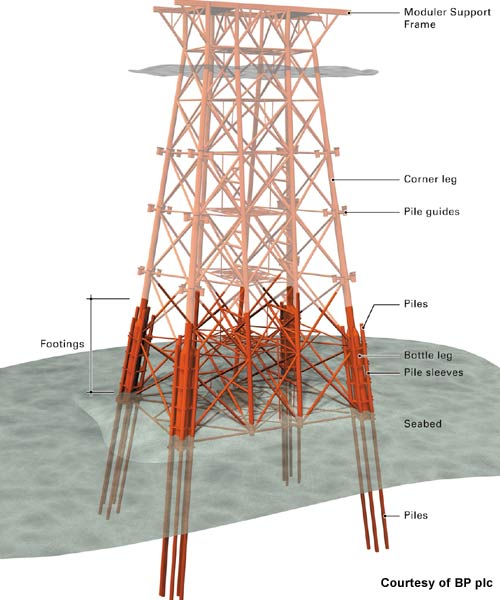 Moduler Support
Frame
Corner leg
Pile guides
Piles
Footings
Bottle leg
Pile sleeves
Seabed
Piles
Courtesy of BP plc